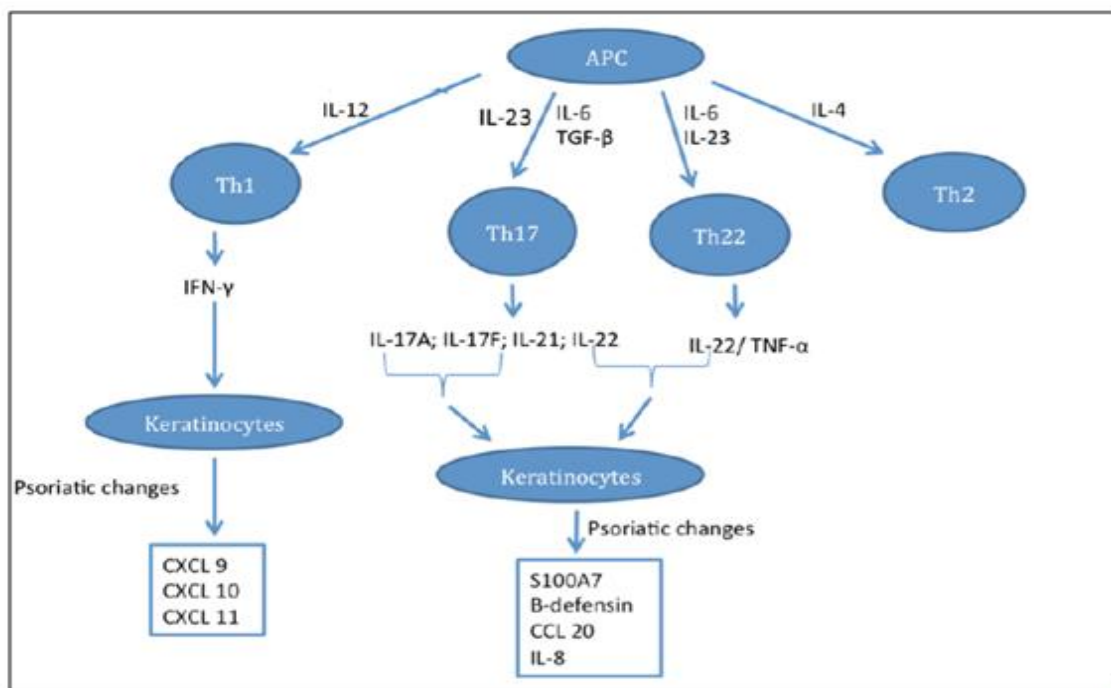 APC
IL-12
IL-23
IL-6
TGF-β
IL-6
IL-23
IL-4
Th1
Th17
Th22
Th2
IFN-γ
IL-17A; IL-17F; IL-21; IL-22
IL-22/ TNF-α
Keratinocytes
Keratinocytes
Psoriatic changes
Psoriatic changes
CXCL 9
CXCL 10
CXCL 11
S100A7
B-defensin
CCL 20
IL-8